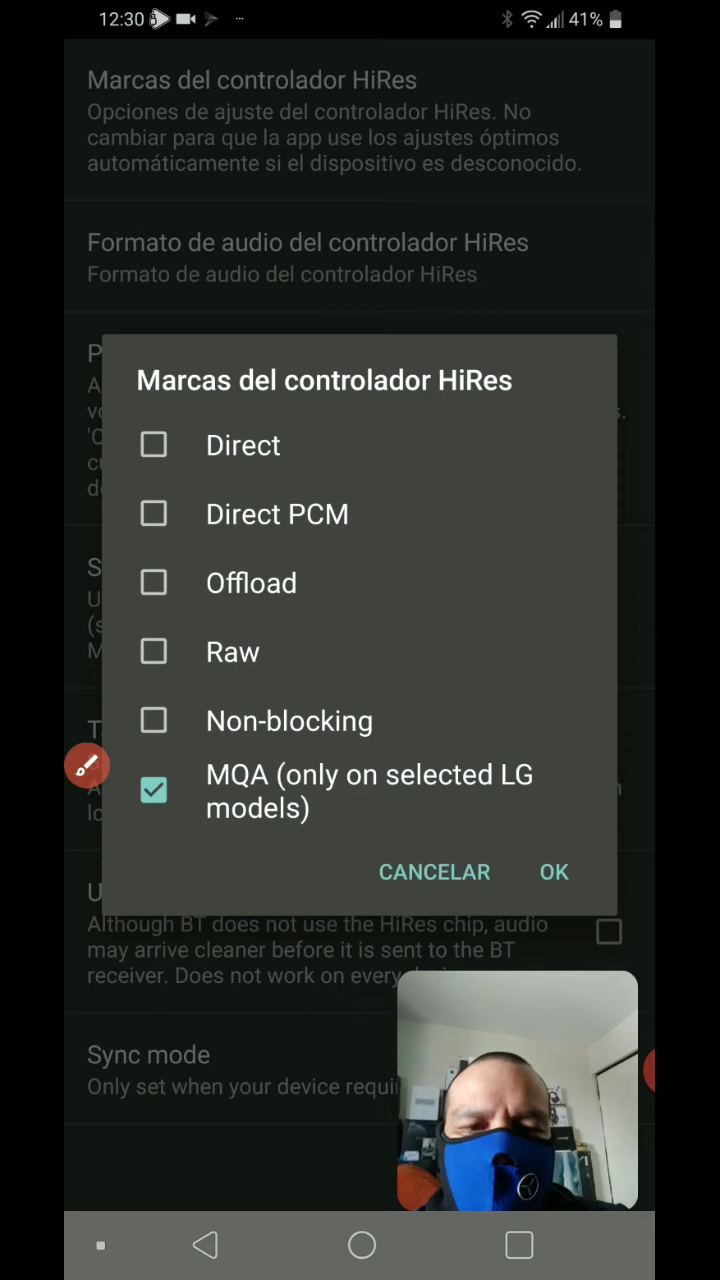 12:30
41%
Marcas del controlador HiRes
Opciones de ajuste del controlador HiRes. No
cambiar para que la app use los ajustes óptimos
automáticamente si el dispositivo es desconocido.
Formato de audio del controlador HiRes
Formato de audio del controlador HiRes
Marcas del controlador HiRes
Direct
Direct PCM
Offload
Raw
Non-blocking
MQA (only on selected LG
models)
CANCELAR OK
Although BT does not use the HiRes chip, audio
may arrive cleaner before it is sent to the BT
receiver. Does not work on every
Sync mode
Only set when your device